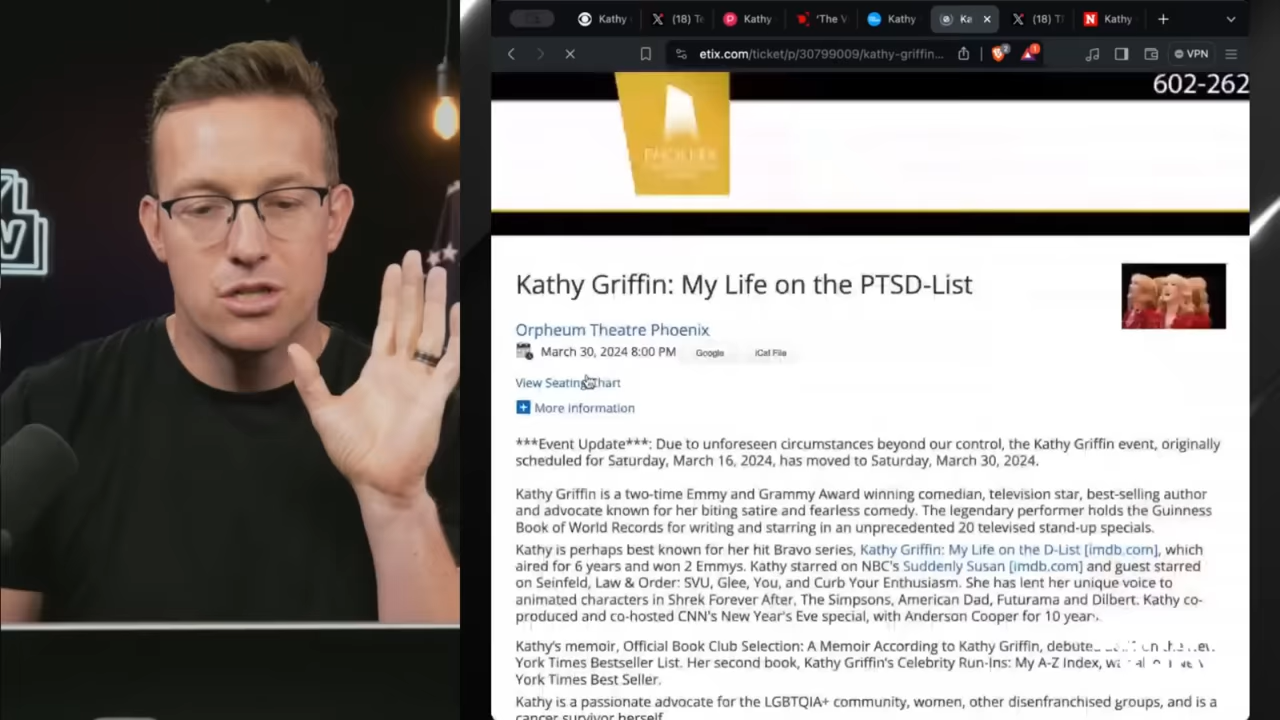 Kathy
(18) T
Kathy
'The V
Kathy
Ka
(18) T
Kathy
etix.com/ticket/p/30799009/kathy-griffin...
VPN
602-262
Kathy Griffin: My Life on the PTSD-List
Orpheum Theatre Phoenix
March 30, 2024 8:00 PM Google iCal File
View Seating Chart
More information
***Event Update***: Due to unforeseen circumstances beyond our control, the Kathy Griffin event, originally
scheduled for Saturday, March 16, 2024, has moved to Saturday, March 30, 2024.
Kathy Griffin is a two-time Emmy and Grammy Award winning comedian, television star, best-selling author
and advocate known for her biting satire and fearless comedy. The legendary performer holds the Guinness
Book of World Records for writing and starring in an unprecedented 20 televised stand-up specials.
Kathy is perhaps best known for her hit Bravo series, Kathy Griffin: My Life on the D-List [imdb.com], which
aired for 6 years and won 2 Emmys. Kathy starred on NBC's Suddenly Susan [imdb.com] and guest starred
on Seinfeld, Law & Order: SVU, Glee, You, and Curb Your Enthusiasm. She has lent her unique voice to
animated characters in Shrek Forever After, The Simpsons, American Dad, Futurama and Dilbert. Kathy co-
produced and co-hosted CNN's New Year's Eve special, with Anderson Cooper for 10 years.
Kathy's memoir, Official Book Club Selection: A Memoir According to Kathy Griffin,
York Times Bestseller List. Her second book, Kathy Griffin's Celebrity Run-Ins: My A-Z Index,
York Times Best Seller.
Kathy is a passionate advocate for the LGBTQIA+ community, women, other disenfranchised groups, and is a
cancer survivor herself